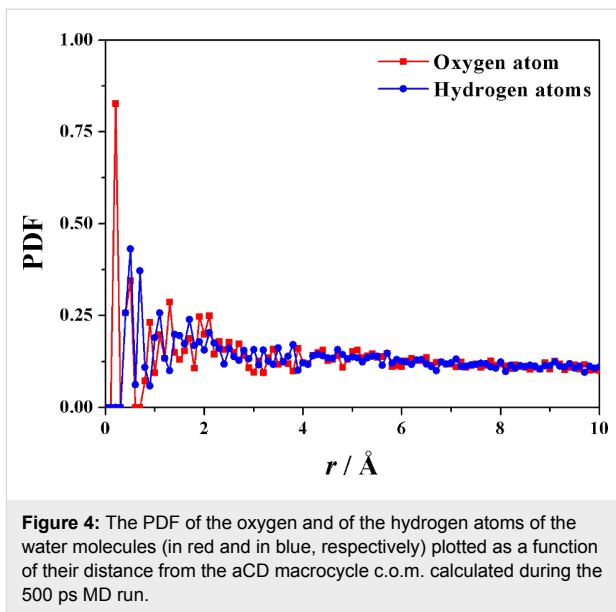 1.00
Oxygen atom
Hydrogen atoms
0.75
PDF
0.50
0.25
0.00
0 2 4 6 8 10
r / Å
Figure 4: The PDF of the oxygen and of the hydrogen atoms of the
water molecules (in red and in blue, respectively) plotted as a function
of their distance from the aCD macrocycle c.o.m. calculated during the
500 ps MD run.